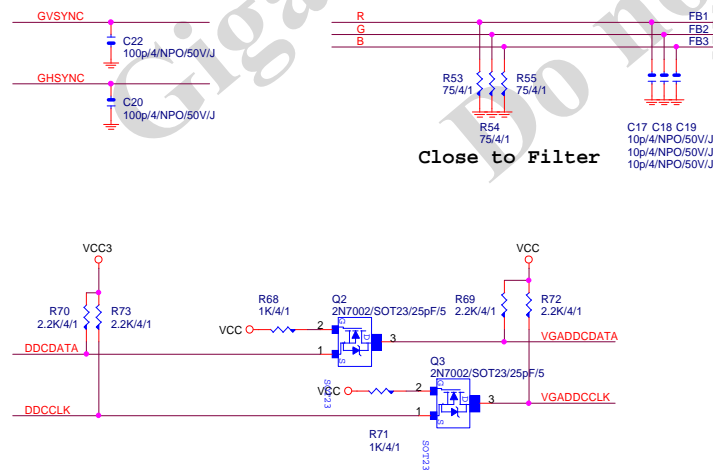 GVSYNC
C22
100p/4/NPO/50V/J
GHSYNC
C20
100p/4/NPO/50V/J
R
G
B
FB1
FB2
FB3
R53
75/4/1
R55
75/4/1
R54
75/4/1
Close to Filter
C17 C18 C19
10p/4/NPO/50V/J
10p/4/NPO/50V/J
10p/4/NPO/50V/J
Giga
Do no
VCC3
R70
2.2K/4/1
R73
2.2K/4/1
R68
1K/4/1
VCC
2
Q2
2N7002/SOT23/25pF/5
G
D
S
1
3
SOT23
VCC
R69
2.2K/4/1
R72
2.2K/4/1
DDCDATA
VGADDCDATA
Q3
2N7002/SOT23/25pF/5
VCC
2
G
D
S
1
3
SOT23
R71
1K/4/1
DDCCLK
VGADDCCLK